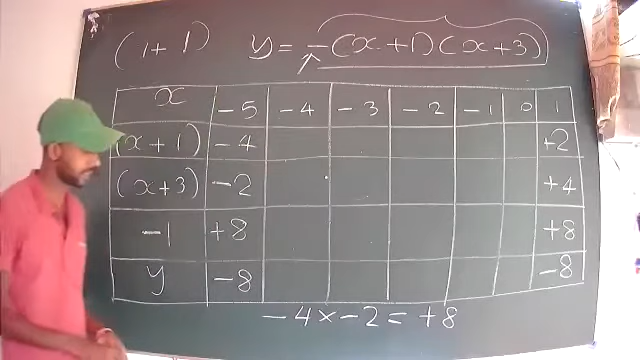 (1+1) y = -(x+1)(x+3)
x -5 -4 -3 -2 -1 0 1
(x+1) -4 +2
(x+3) -2 +4
-1 +8 +8
y -8 -8
-4 × -2 = +8